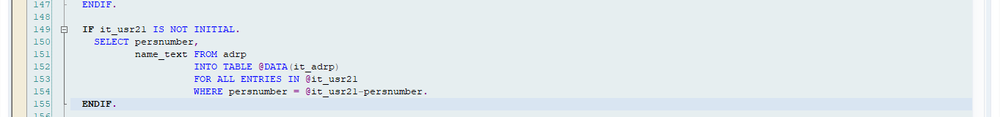 147 ENDIF.
148
149 IF it_usr21 IS NOT INITIAL.
150 SELECT persnumber,
151 name_text FROM adrp
152 INTO TABLE @DATA(it_adrp)
153 FOR ALL ENTRIES IN @it_usr21
154 WHERE persnumber = @it_usr21-persnumber.
155 ENDIF.
156